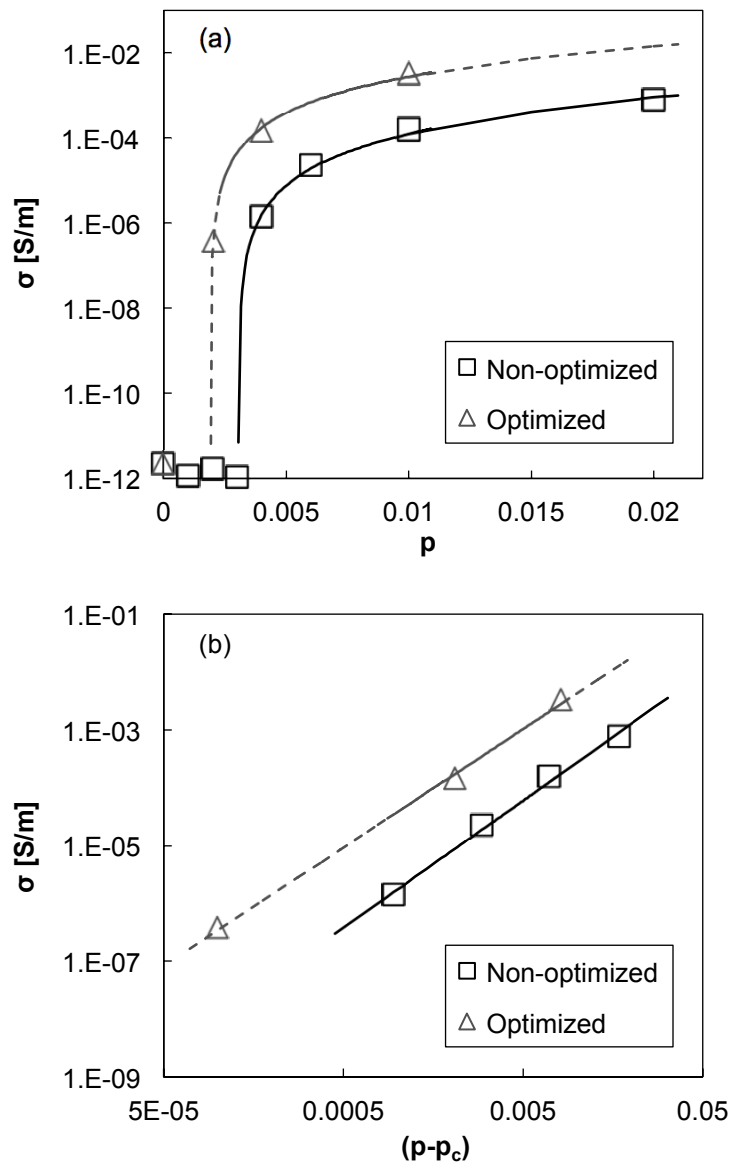 (a)
1.E-02
1.E-04
1.E-06
1.E-08
1.E-10
1.E-12
σ [S/m]
Non-optimized
Optimized
0 0.005 0.01 0.015 0.02
p
(b)
1.E-01
1.E-03
1.E-05
1.E-07
1.E-09
σ [S/m]
Non-optimized
Optimized
5E-05 0.0005 0.005 0.05
(p-pc)